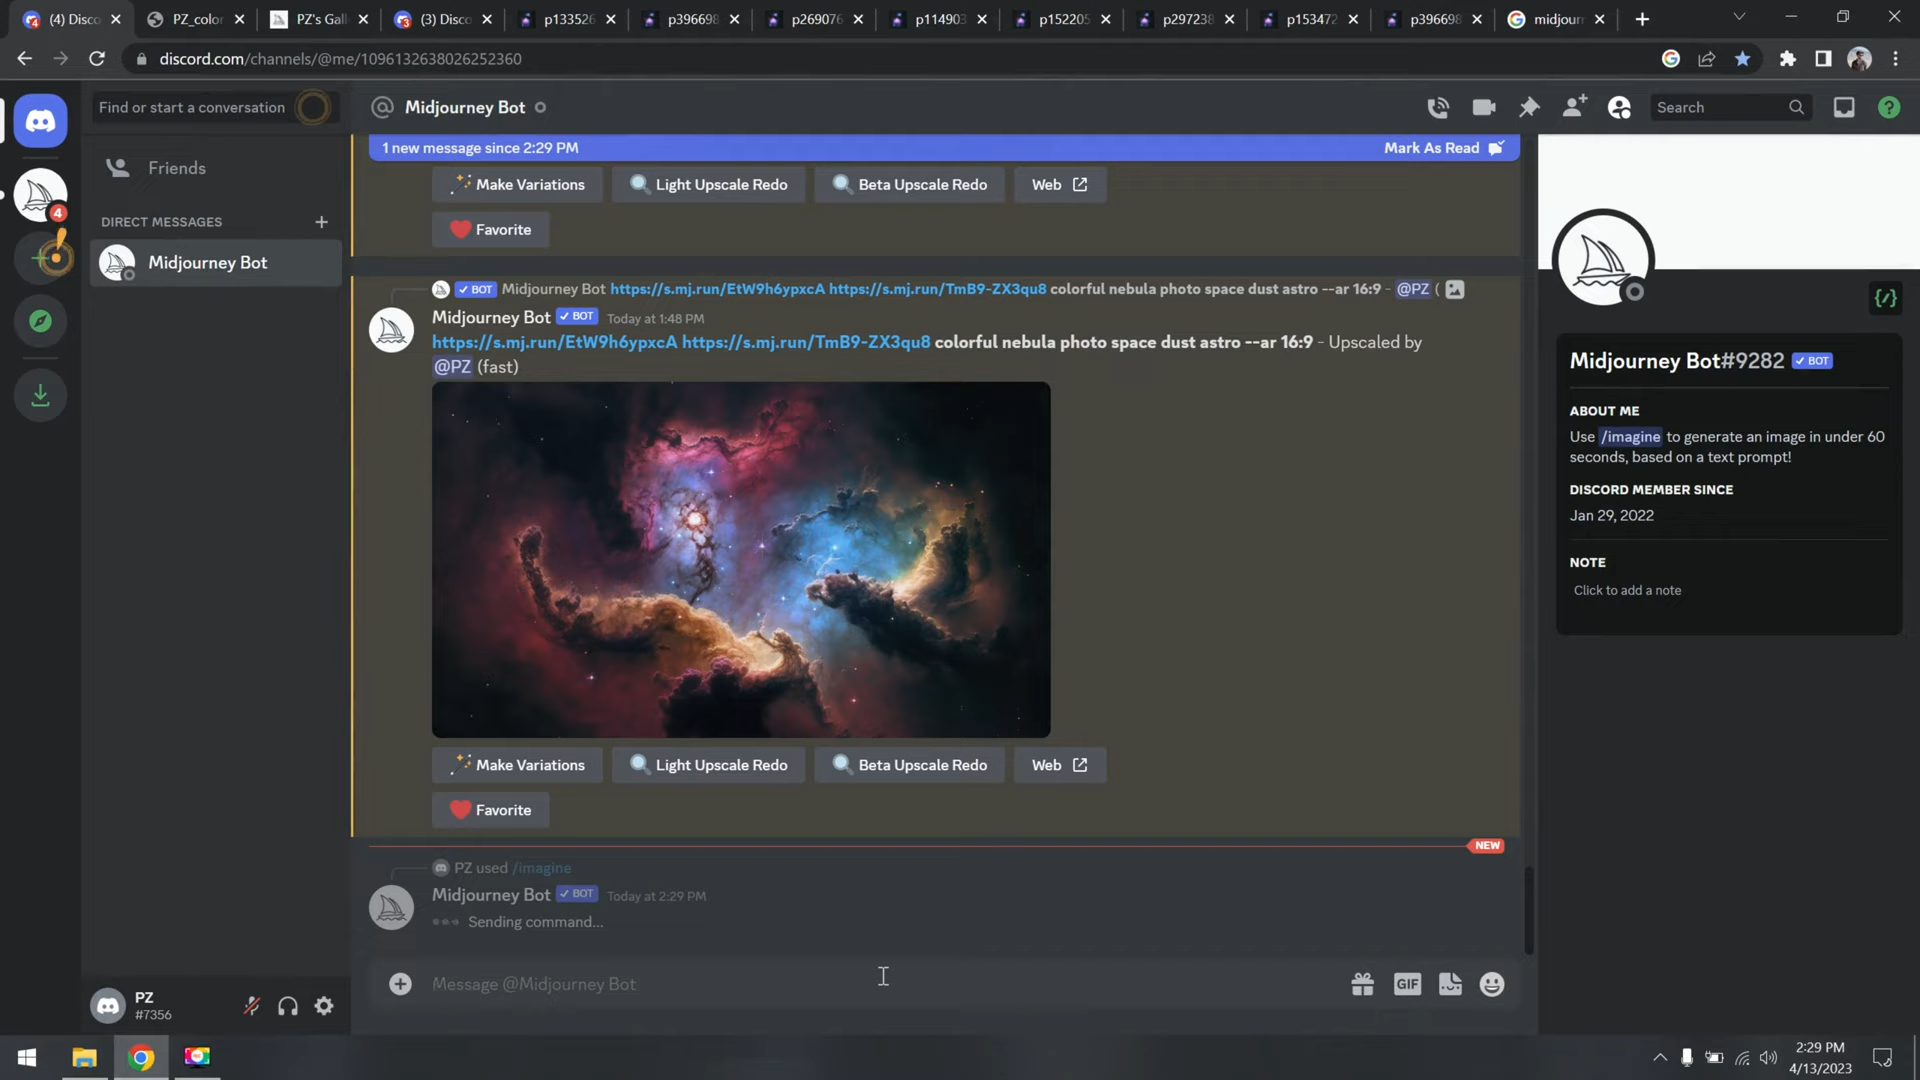 (4) Disco
PZ_color
PZ's Gall
(3) Disco
p133526
p396698
p269076
p114903
p152205
p297238
p153472
p396698
midjour
discord.com/channels/@me/1096132638026252360
Find or start a conversation
Midjourney Bot
Search
1 new message since 2:29 PM
Mark As Read
Friends
Make Variations
Light Upscale Redo
Beta Upscale Redo
Web
DIRECT MESSAGES
4
Favorite
Midjourney Bot
BOT Midjourney Bot https://s.mj.run/EtW9h6ypxcA https://s.mj.run/TmB9-ZX3qu8 colorful nebula photo space dust astro --ar 16:9 - @PZ (
Midjourney Bot BOT Today at 1:48 PM
https://s.mj.run/EtW9h6ypxcA https://s.mj.run/TmB9-ZX3qu8 colorful nebula photo space dust astro --ar 16:9 - Upscaled by
@PZ (fast)
Make Variations
Light Upscale Redo
Beta Upscale Redo
Web
Favorite
NEW
PZ used /imagine
Midjourney Bot BOT Today at 2:29 PM
Sending command...
Message @Midjourney Bot
GIF
PZ
#7356
Midjourney Bot#9282 BOT
ABOUT ME
Use /imagine to generate an image in under 60
seconds, based on a text prompt!
DISCORD MEMBER SINCE
Jan 29, 2022
NOTE
Click to add a note
2:29 PM
4/13/2023